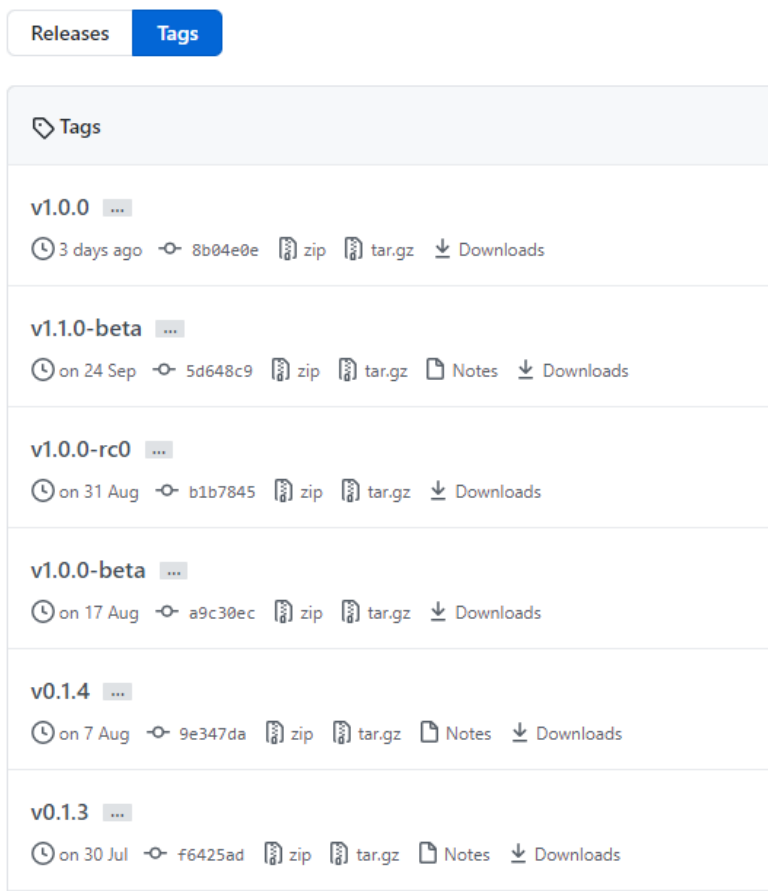 Releases Tags
Tags
v1.0.0 ...
3 days ago 8b04e0e zip tar.gz Downloads
v1.1.0-beta ...
on 24 Sep 5d648c9 zip tar.gz Notes Downloads
v1.0.0-rc0 ...
on 31 Aug b1b7845 zip tar.gz Downloads
v1.0.0-beta ...
on 17 Aug a9c30ec zip tar.gz Downloads
v0.1.4 ...
on 7 Aug 9e347da zip tar.gz Notes Downloads
v0.1.3 ...
on 30 Jul f6425ad zip tar.gz Notes Downloads